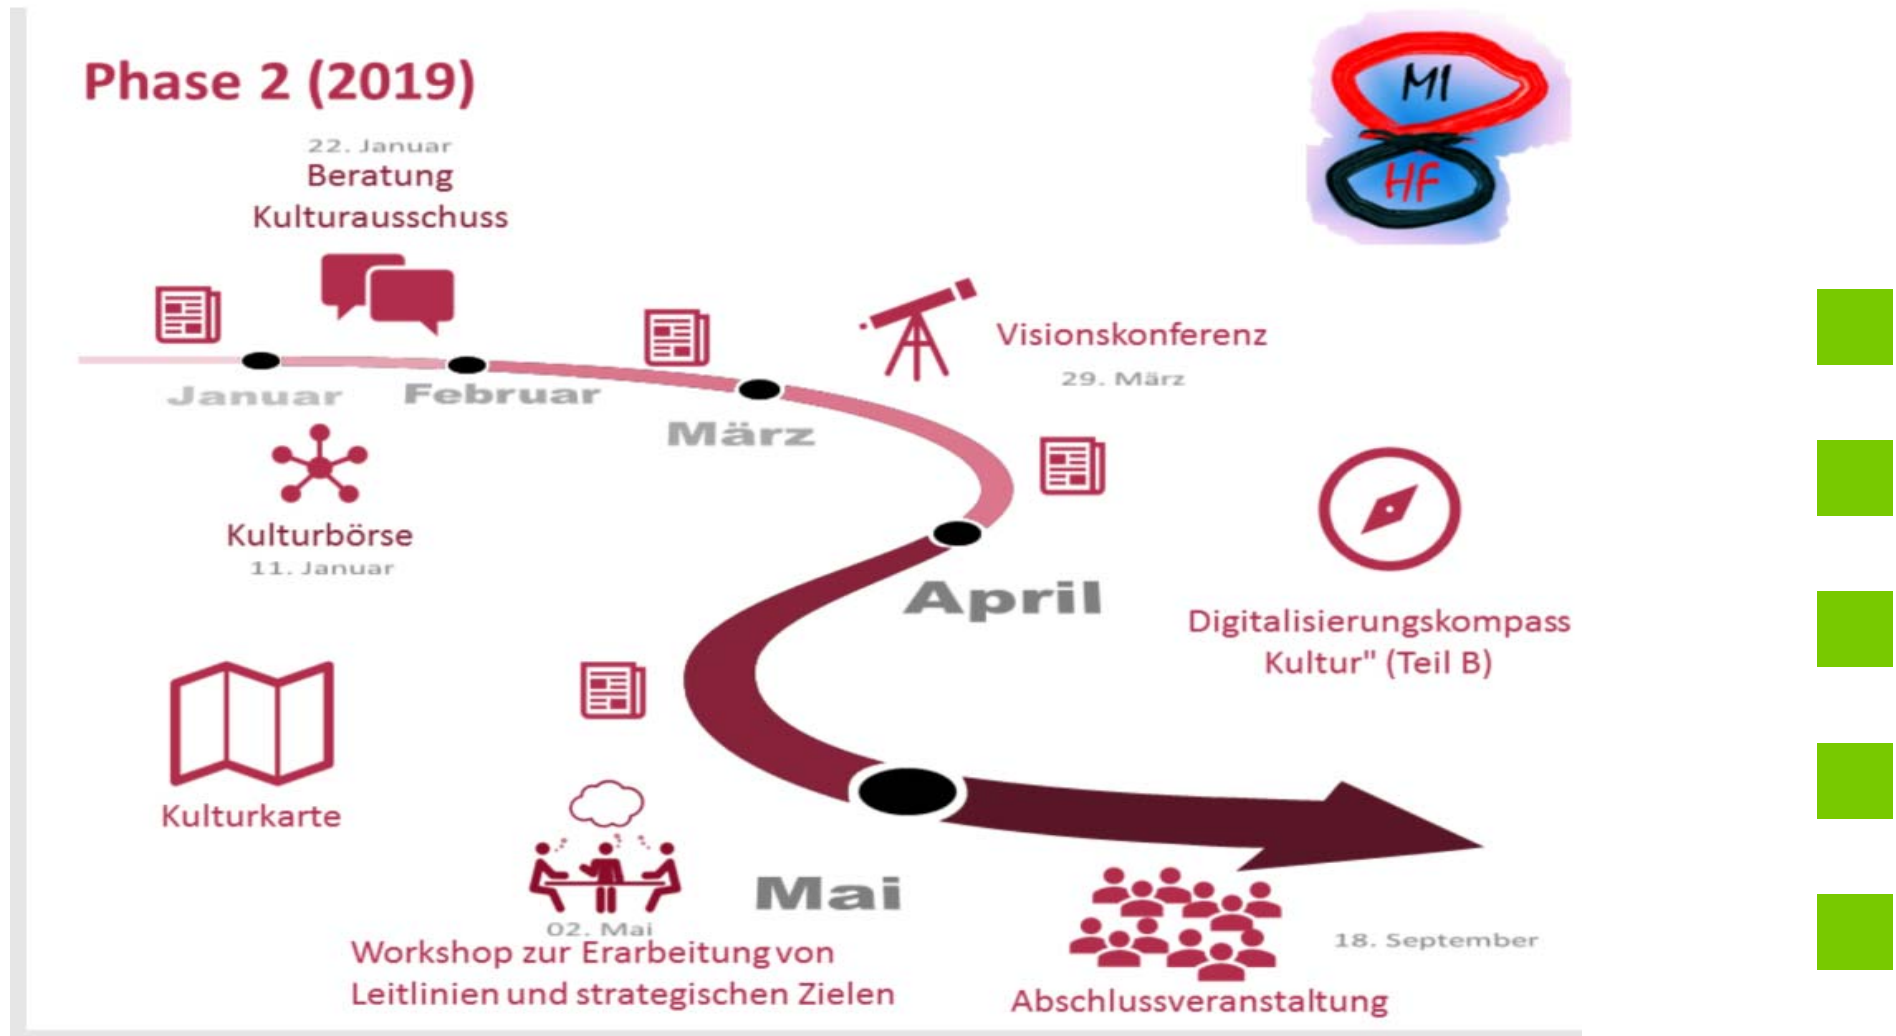 Phase 2 (2019)
MI
HF
22. Januar
Beratung
Kulturausschuss
Visionskonferenz
29. März
Januar
Februar
März
Kulturbörse
11. Januar
April
Digitalisierungskompass
Kultur" (Teil B)
Kulturkarte
Mai
02. Mai
Workshop zur Erarbeitung von
Leitlinien und strategischen Zielen
18. September
Abschlussveranstaltung